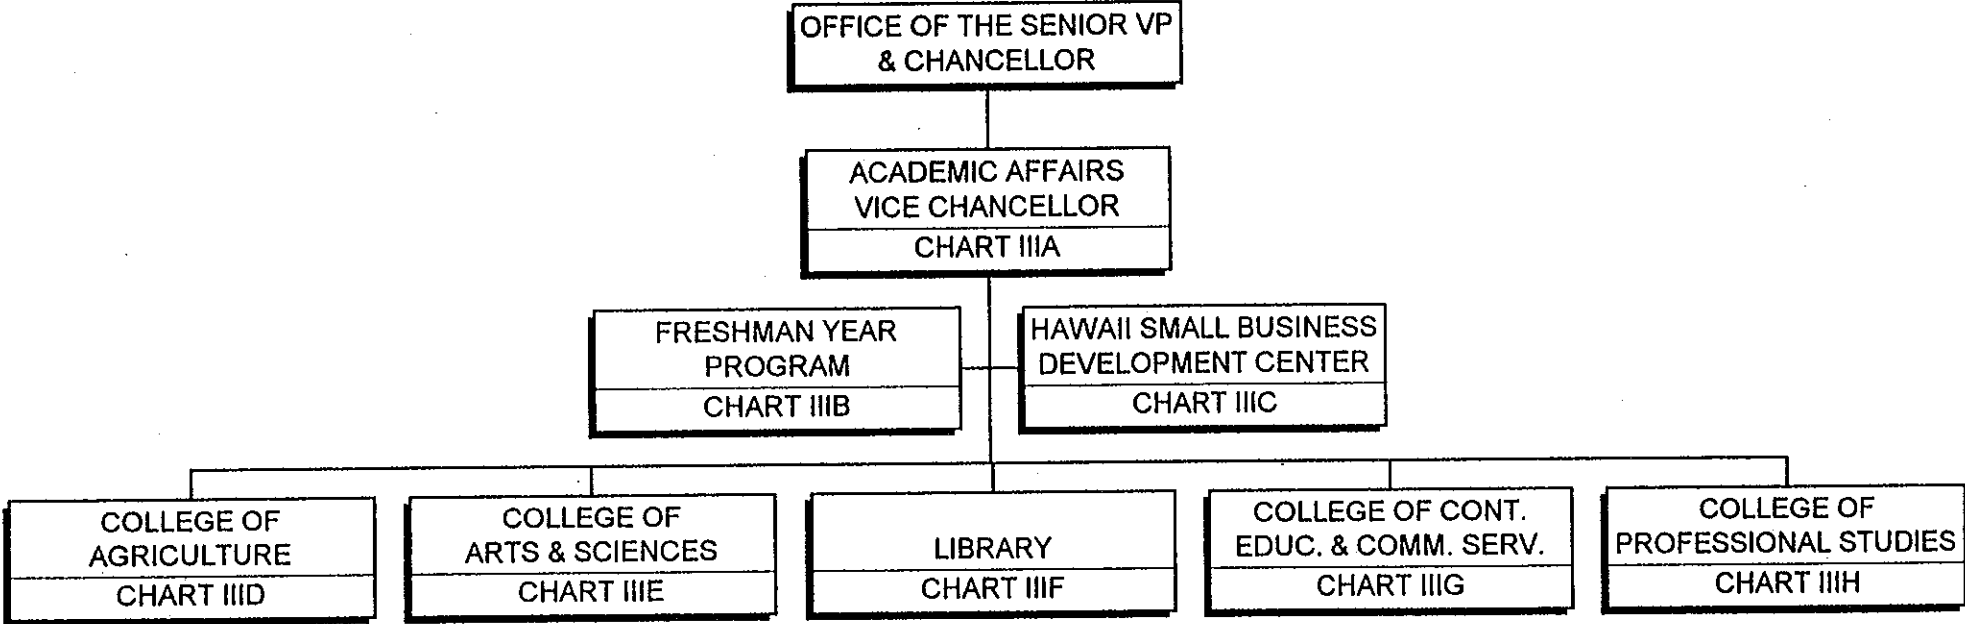 OFFICE OF THE SENIOR VP
& CHANCELLOR
ACADEMIC AFFAIRS
VICE CHANCELLOR
CHART IIIA
FRESHMAN YEAR
PROGRAM
CHART IIIB
HAWAII SMALL BUSINESS
DEVELOPMENT CENTER
CHART IIIC
COLLEGE OF
AGRICULTURE
CHART IIID
COLLEGE OF
ARTS & SCIENCES
CHART IIIE
LIBRARY
CHART IIIF
COLLEGE OF CONT.
EDUC. & COMM. SERV.
CHART IIIG
COLLEGE OF
PROFESSIONAL STUDIES
CHART IIIH